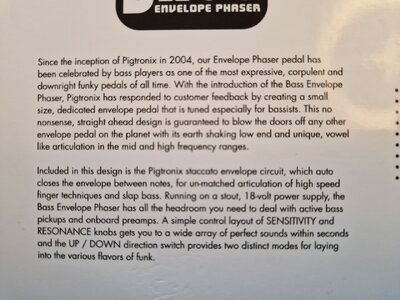 ENVELOPE PHASER
Since the inception of Pigtronix in 2004, our Envelope Phaser pedal has
been celebrated by bass players as one of the most expressive, corpulent and
downright funky pedals of all time. With the introduction of the Bass Envelope
Phaser, Pigtronix has responded to customer feedback by creating a small
size, dedicated envelope pedal that is tuned especially for bassists. This no
nonsense, straight ahead design is guaranteed to blow the doors off any other
envelope pedal on the planet with its earth shaking low end and unique, vowel
like articulation in the mid and high frequency ranges.
Included in this design is the Pigtronix staccato envelope circuit, which auto
closes the envelope between notes, for un-matched articulation of high speed
finger techniques and slap bass. Running on a stout, 18-volt power supply, the
Bass Envelope Phaser has all the headroom you need to deal with active bass
pickups and onboard preamps. A simple control layout of SENSITIVITY and
RESONANCE knobs gets you to a wide array of perfect sounds within seconds
and the UP / DOWN direction switch provides two distinct modes for laying
into the various flavors of funk.